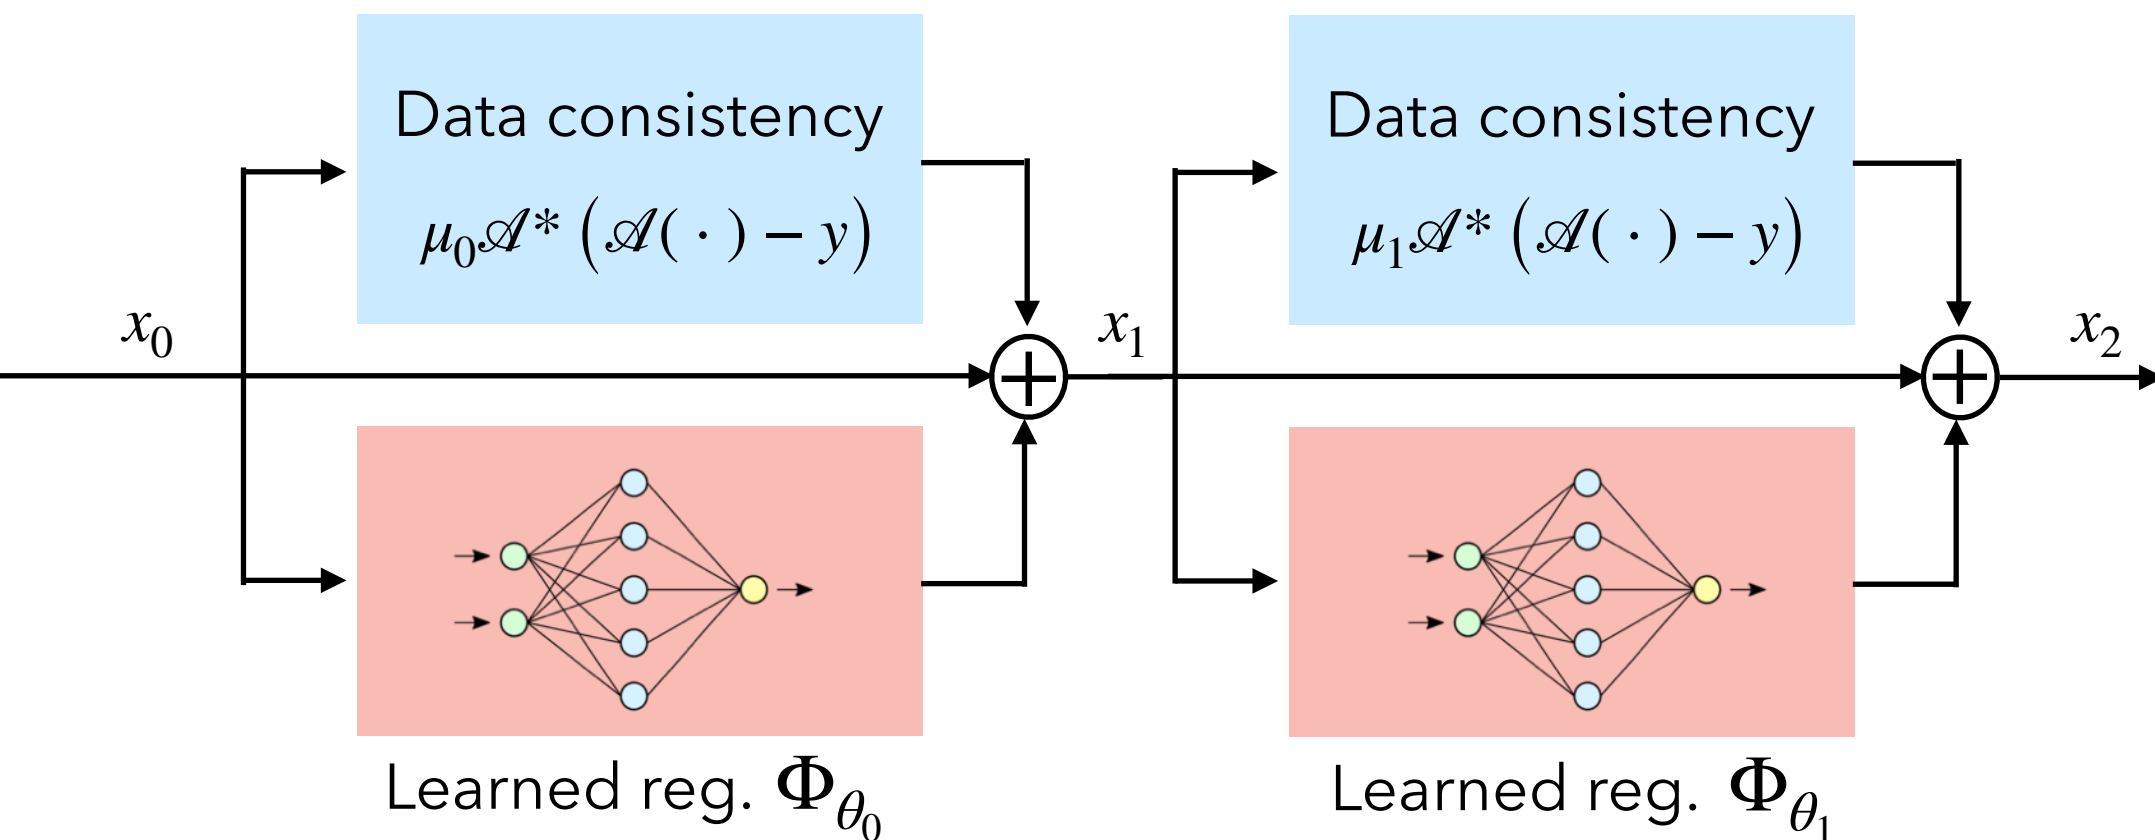 Data consistency
μ₀𝒜* (𝒜( · ) − y)
Data consistency
μ₁𝒜* (𝒜( · ) − y)
x₀
x₁
x₂
Learned reg. Φ_θ₀
Learned reg. Φ_θ₁